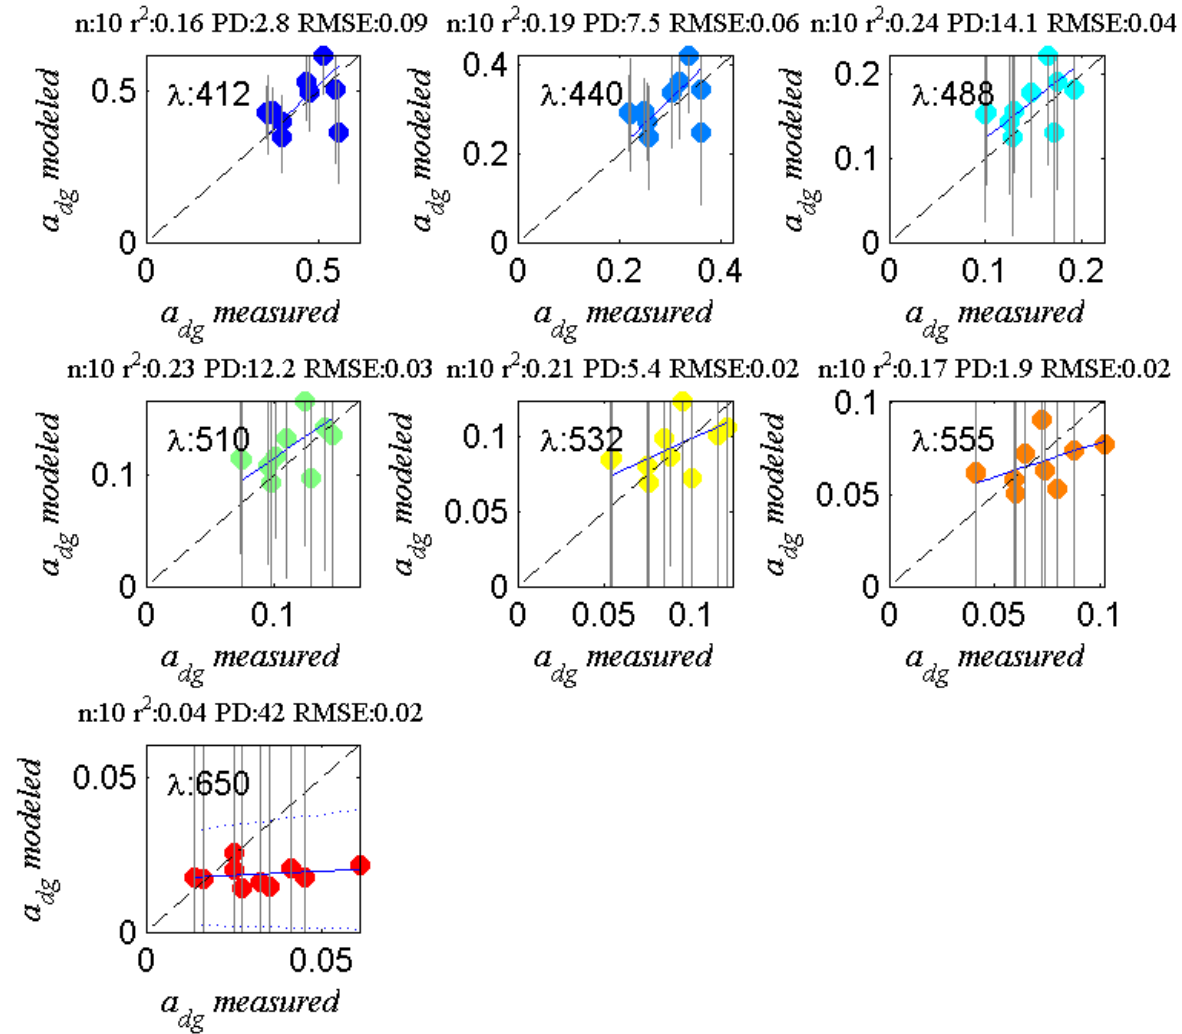 n:10 r²:0.16 PD:2.8 RMSE:0.09
n:10 r²:0.19 PD:7.5 RMSE:0.06
n:10 r²:0.24 PD:14.1 RMSE:0.04
a_dg modeled
0.5
0
λ:412
0
0.5
a_dg measured
a_dg modeled
0.4
0.2
0
λ:440
0
0.2
0.4
a_dg measured
a_dg modeled
0.2
0.1
0
λ:488
0.1
0.2
a_dg measured
n:10 r²:0.23 PD:12.2 RMSE:0.03
n:10 r²:0.21 PD:5.4 RMSE:0.02
n:10 r²:0.17 PD:1.9 RMSE:0.02
a_dg modeled
0.1
0
λ:510
0
0.1
a_dg measured
a_dg modeled
0.1
0.05
0
λ:532
0
0.05
0.1
a_dg measured
a_dg modeled
0.1
0.05
0
λ:555
0
0.05
0.1
a_dg measured
n:10 r²:0.04 PD:42 RMSE:0.02
a_dg modeled
0.05
0
λ:650
0
0.05
a_dg measured